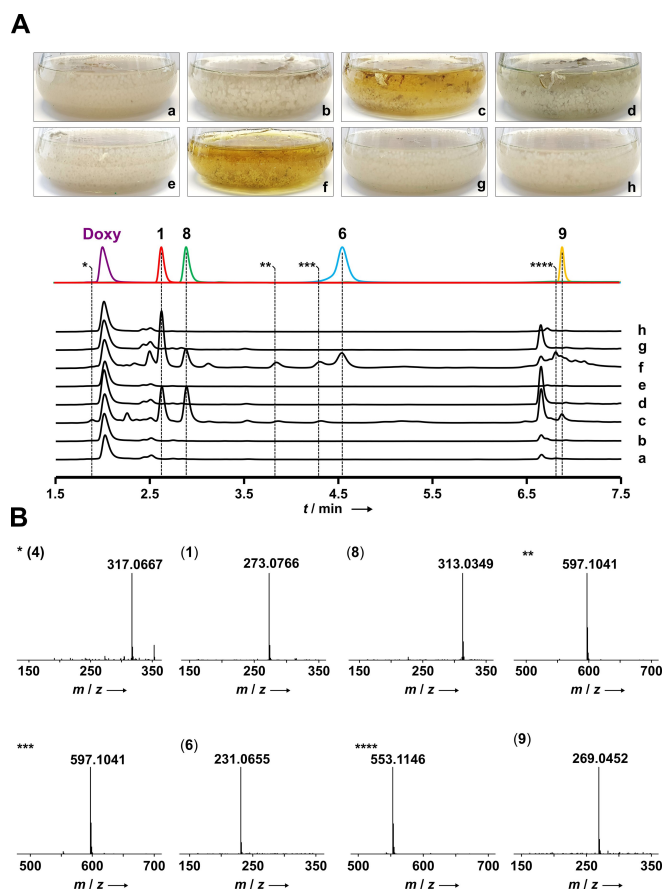 A
a
b
c
d
e
f
g
h
Doxy 1 8 6 9
* ** *** ****
h
g
f
e
d
c
b
a
1.5 2.5 3.5 4.5 5.5 6.5 7.5
t / min
B
* (4) (1) (8) **
317.0667 273.0766 313.0349 597.1041
150 250 350 150 250 350 150 250 350 500 600 700
m / z m / z m / z m / z
*** (6) **** (9)
597.1041 231.0655 553.1146 269.0452
500 600 700 150 250 350 500 600 700 150 250 350
m / z m / z m / z m / z